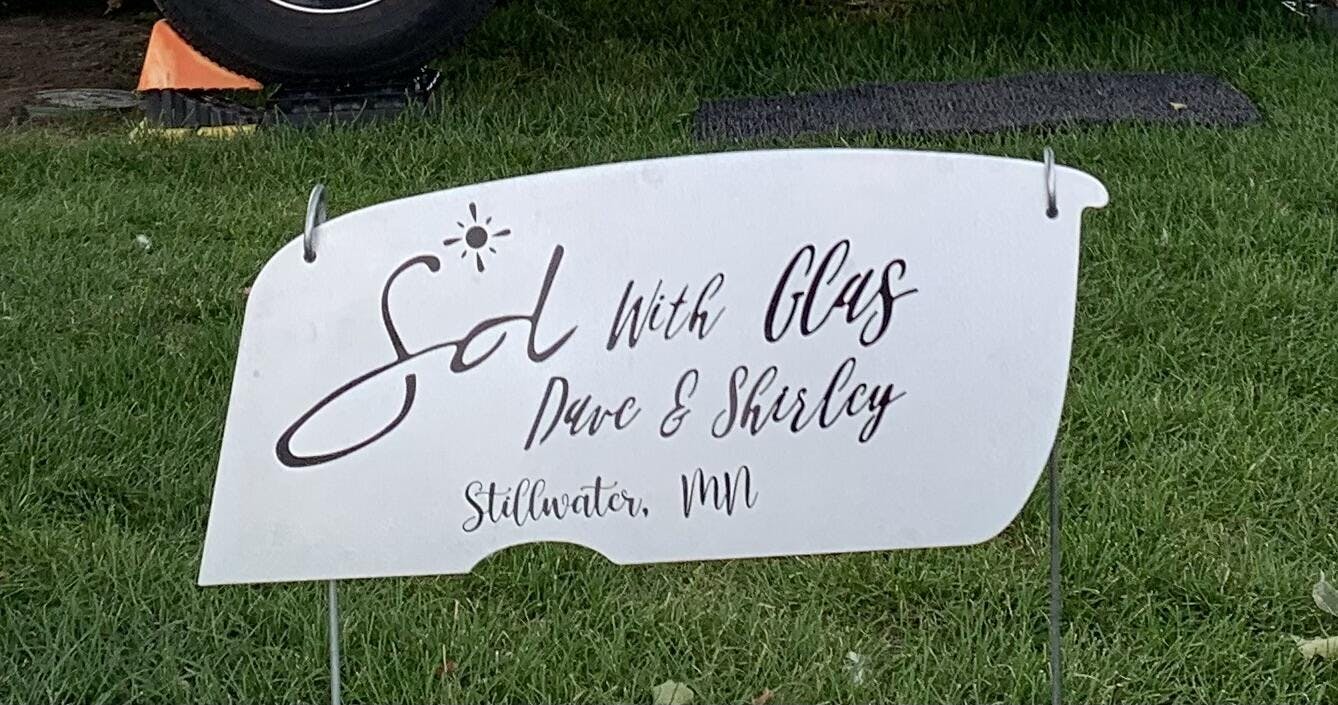 Sol With Glas
Dave & Shirley
Stillwater, MN